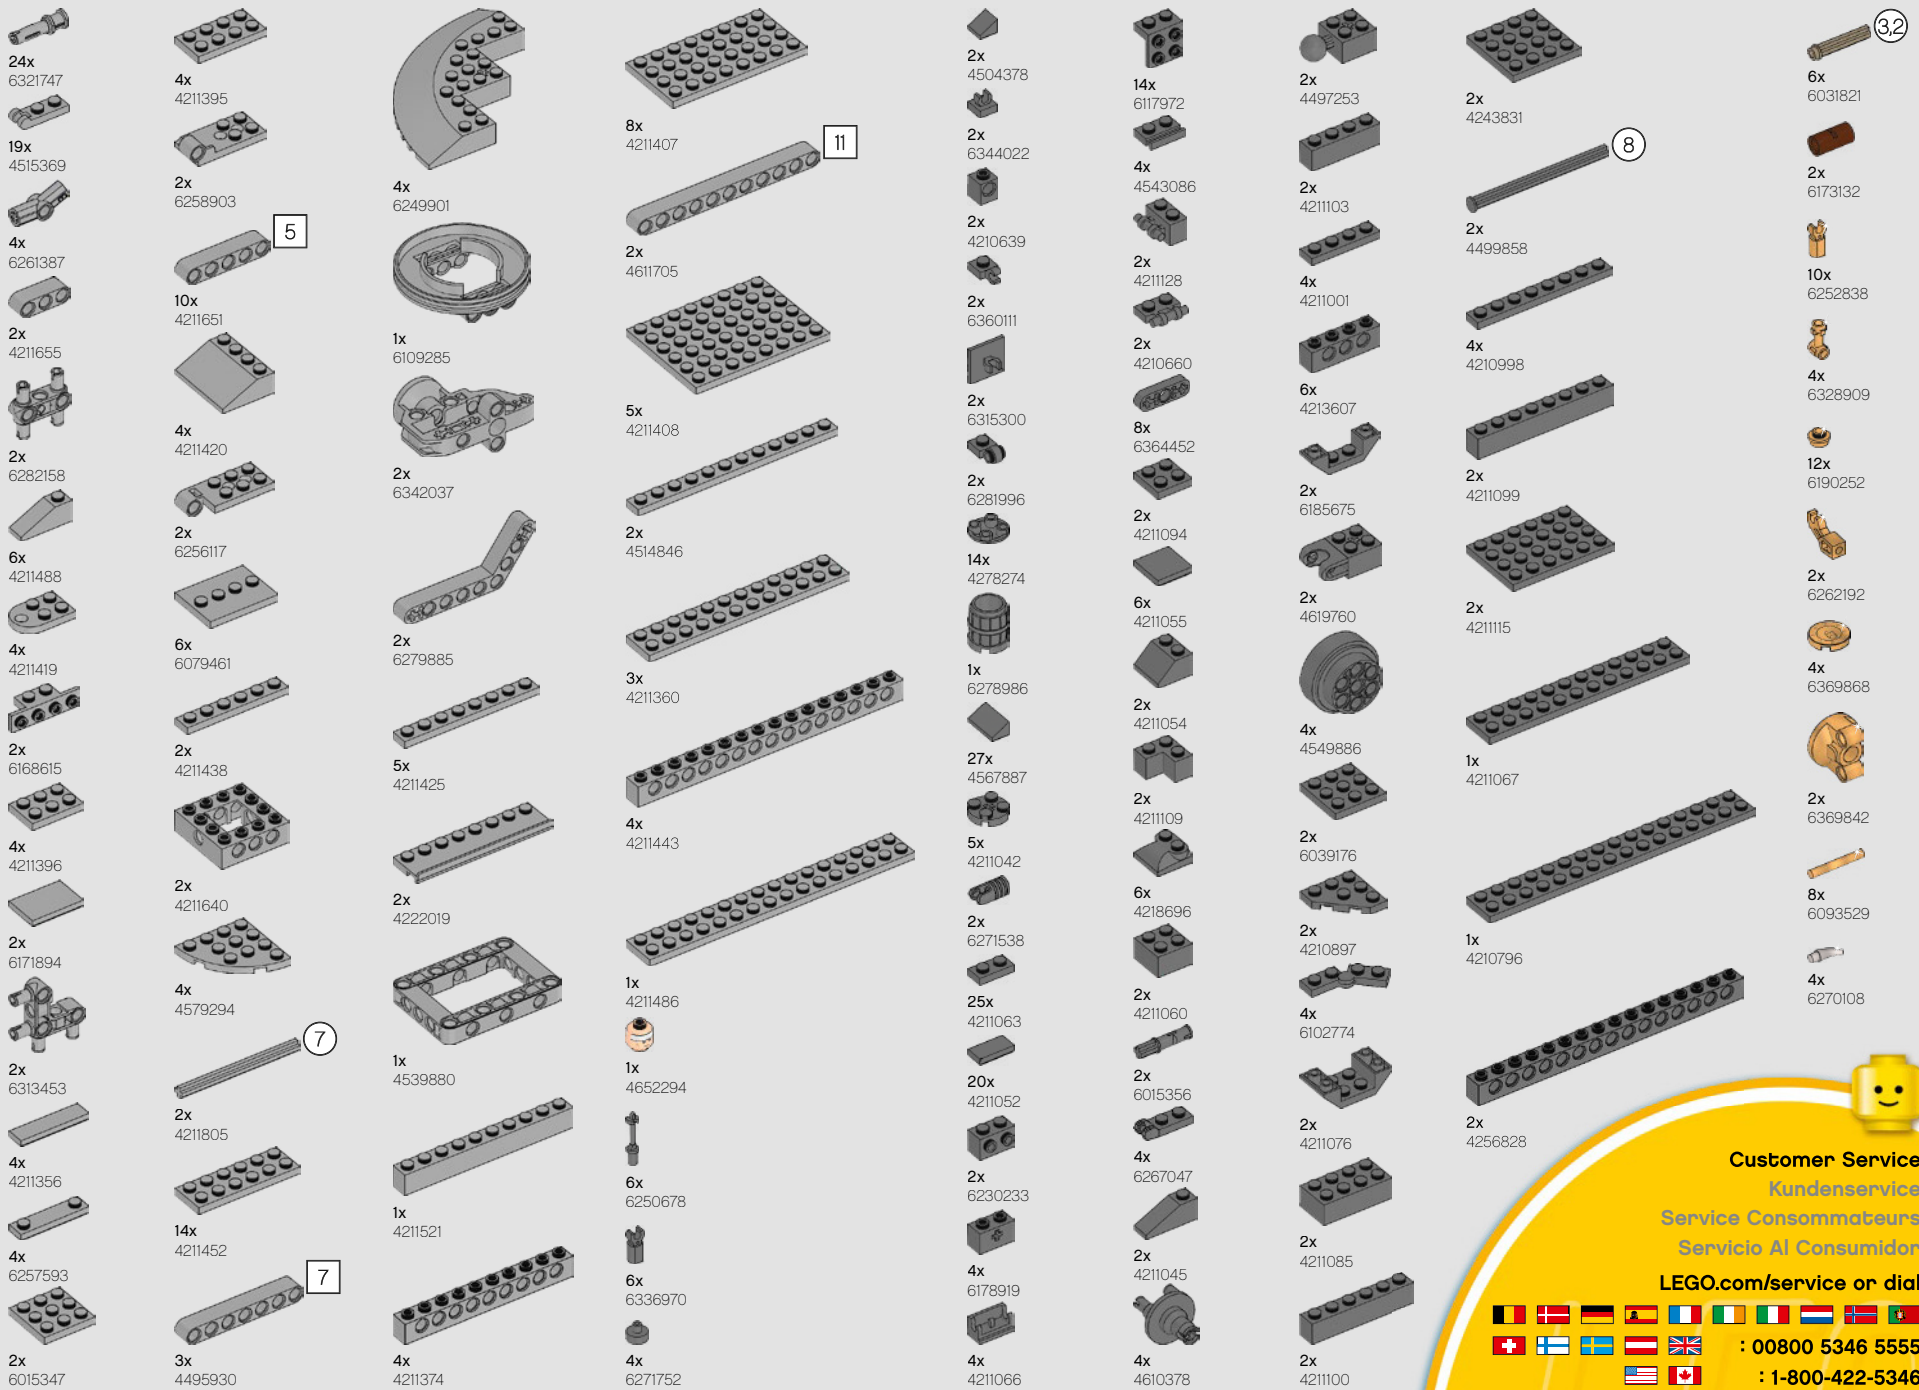 24x
6321747
19x
4515369
4x
6261387
2x
4211655
2x
6282158
6x
4211488
4x
4211419
2x
6168615
4x
4211396
2x
6171894
2x
6313453
4x
4211356
4x
6257593
2x
6015347
4x
4211395
2x
6258903
5
10x
4211651
4x
4211420
2x
6256117
6x
6079461
2x
4211438
2x
4211640
4x
4579294
7
2x
4211805
14x
4211452
7
3x
4495930
4x
6249901
1x
6109285
2x
6342037
2x
6279885
5x
4211425
2x
4222019
1x
4539880
1x
4211521
4x
4211374
8x
4211407
11
2x
4611705
5x
4211408
2x
4514846
3x
4211360
4x
4211443
1x
4211486
1x
4652294
6x
6250678
6x
6336970
4x
6271752
2x
4504378
2x
6344022
2x
4210639
2x
6360111
2x
6315300
2x
6281996
14x
4278274
1x
6278986
27x
4567887
5x
4211042
2x
6271538
25x
4211063
20x
4211052
2x
6230233
4x
6178919
4x
4211066
14x
6117972
4x
4543086
2x
4211128
2x
4210660
8x
6364452
2x
4211094
6x
4211055
2x
4211054
2x
4211109
6x
4218696
2x
4211060
2x
6015356
4x
6267047
2x
4211045
4x
4610378
2x
4497253
2x
4211103
4x
4211001
6x
4213607
2x
6185675
2x
4619760
4x
4549886
2x
6039176
2x
4210897
4x
6102774
2x
4211076
2x
4211085
2x
4211100
2x
4243831
8
2x
4499858
4x
4210998
2x
4211099
2x
4211115
1x
4211067
1x
4210796
2x
4256828
3,2
6x
6031821
2x
6173132
10x
6252838
4x
6328909
12x
6190252
2x
6262192
4x
6369868
2x
6369842
8x
6093529
4x
6270108
Customer Service
Kundenservice
Service Consommateurs
Servicio Al Consumidor
LEGO.com/service or dial
: 00800 5346 5555
: 1-800-422-5346